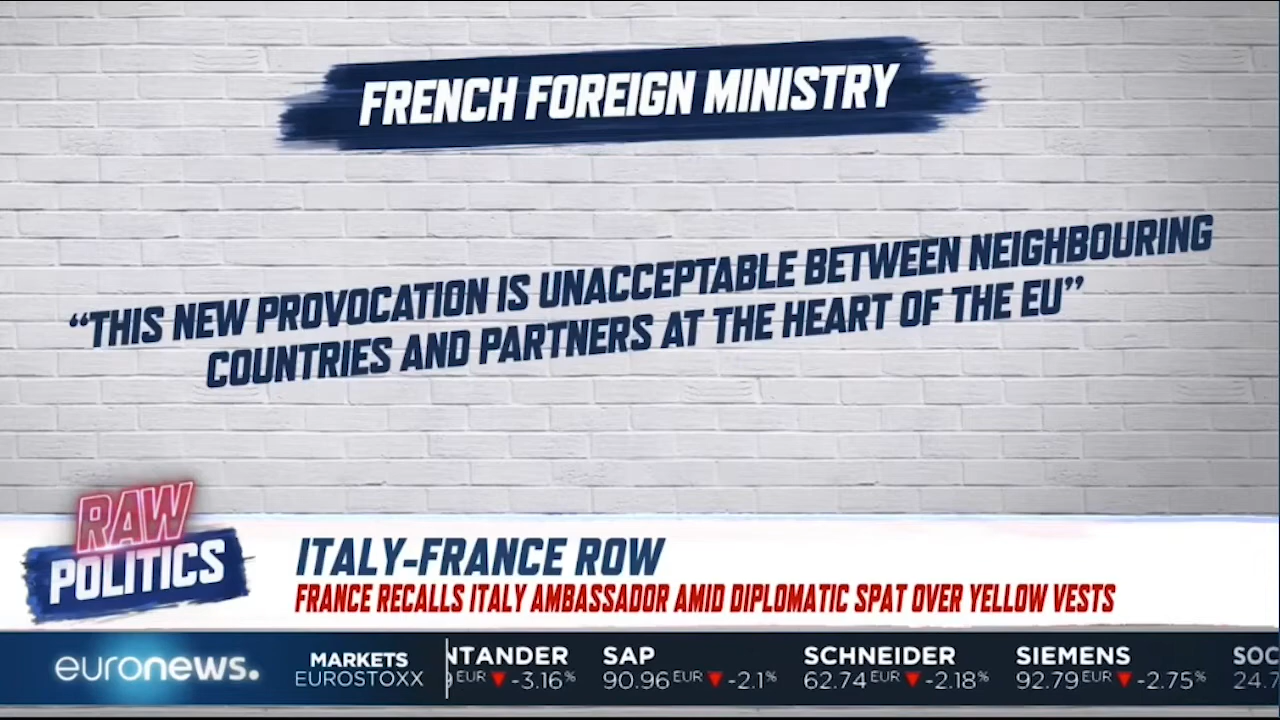 FRENCH FOREIGN MINISTRY
“THIS NEW PROVOCATION IS UNACCEPTABLE BETWEEN NEIGHBOURING
COUNTRIES AND PARTNERS AT THE HEART OF THE EU”
RAW
POLITICS
ITALY-FRANCE ROW
FRANCE RECALLS ITALY AMBASSADOR AMID DIPLOMATIC SPAT OVER YELLOW VESTS
euronews.
MARKETS
EUROSTOXX
NTANDER SAP SCHNEIDER SIEMENS SOC
EUR ▼ -3.16% 90.96 EUR ▼ -2.1% 62.74 EUR ▼ -2.18% 92.79 EUR ▼ -2.75% 24.7